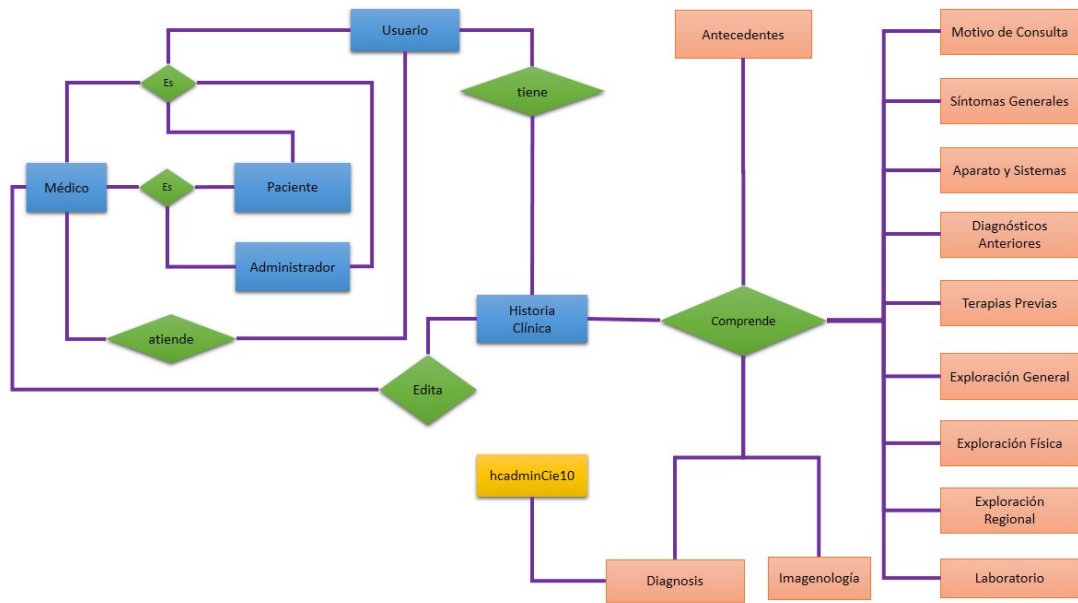 Usuario
Antecedentes
Motivo de Consulta
Es
tiene
Síntomas Generales
Médico
Es
Paciente
Aparato y Sistemas
Administrador
Diagnósticos
Anteriores
atiende
Historia
Clínica
Comprende
Terapias Previas
Edita
Exploración General
Exploración Física
hcadminCie10
Exploración
Regional
Diagnosis
Imagenología
Laboratorio